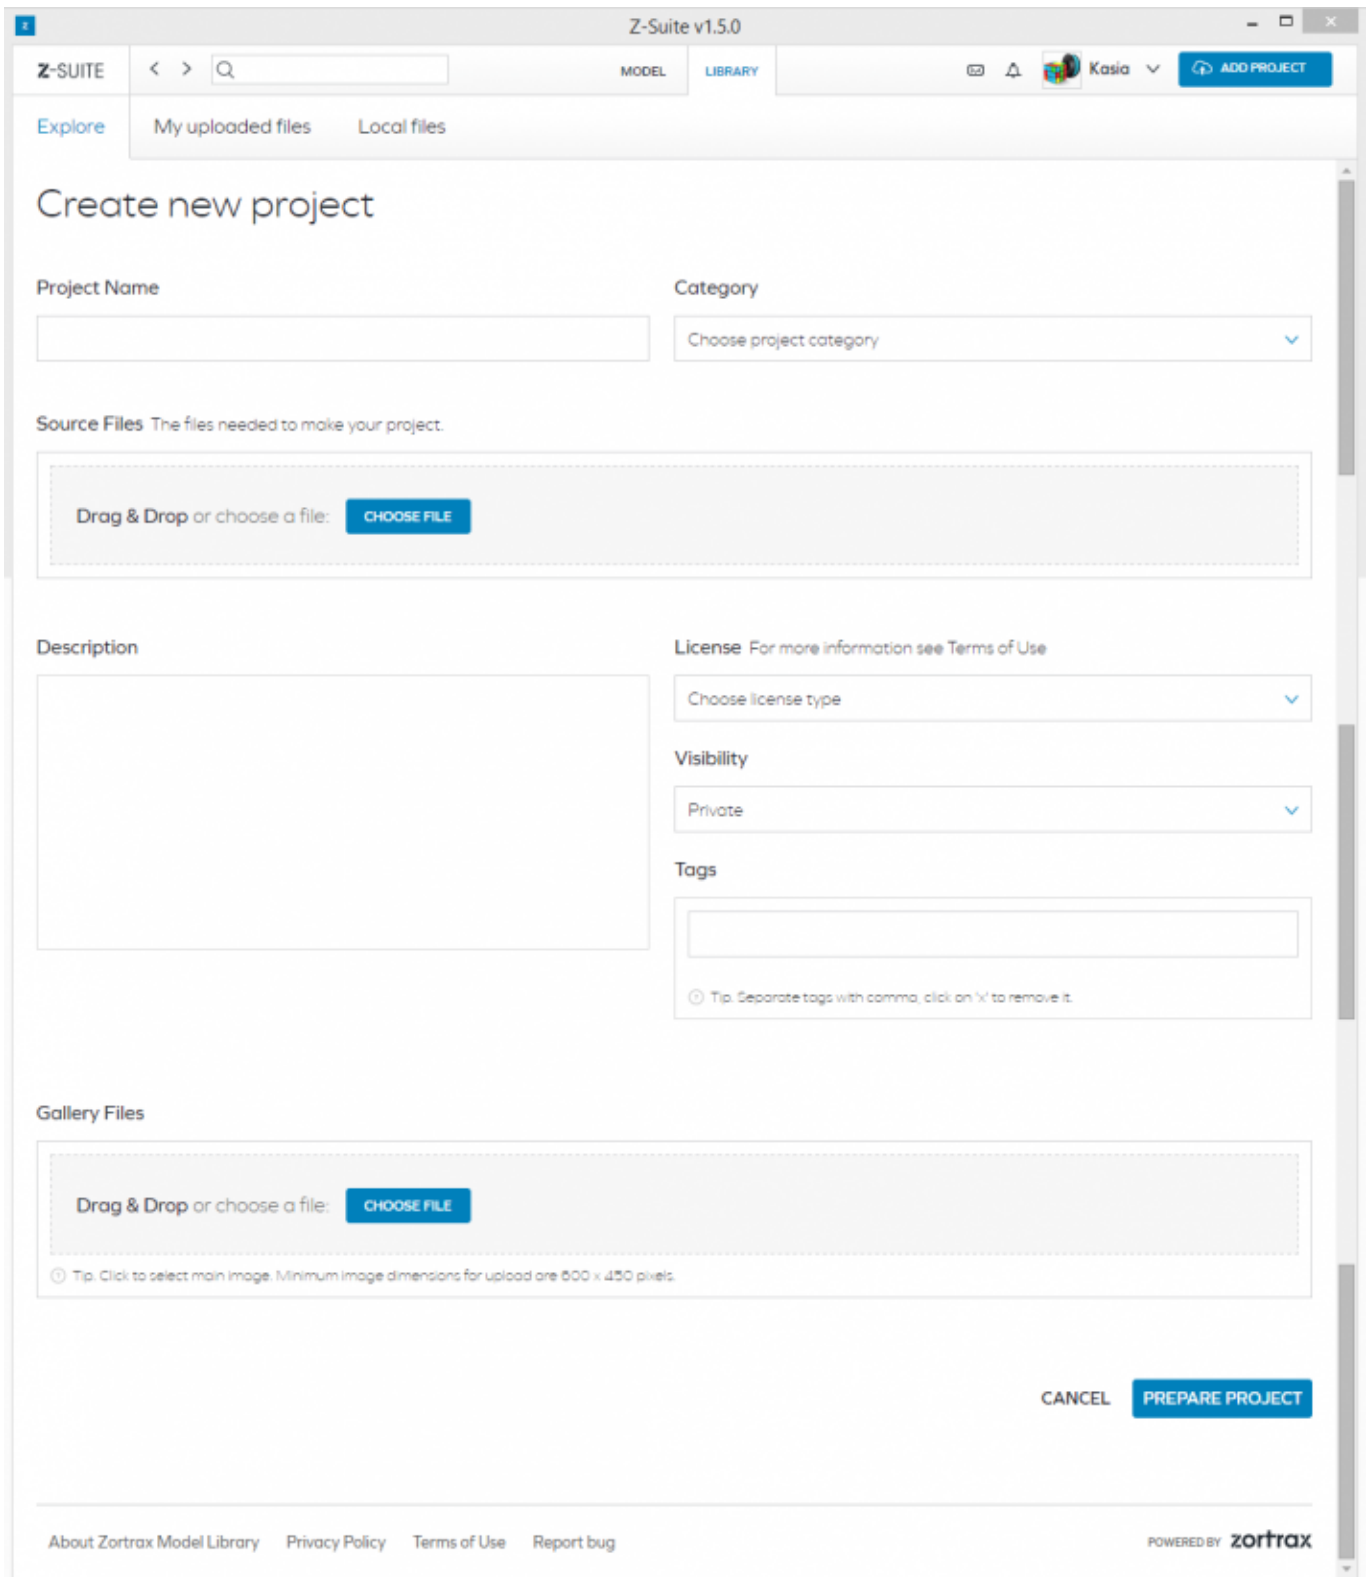 Z-Suite v1.5.0
Z-SUITE MODEL LIBRARY Kasia ADD PROJECT
Explore My uploaded files Local files
Create new project
Project Name Category
Choose project category
Source Files The files needed to make your project.
Drag & Drop or choose a file: CHOOSE FILE
Description License For more information see Terms of Use
Choose license type
Visibility
Private
Tags
Tip. Separate tags with comma, click on 'x' to remove it.
Gallery Files
Drag & Drop or choose a file: CHOOSE FILE
Tip. Click to select main image. Minimum image dimensions for upload are 600 x 450 pixels.
CANCEL PREPARE PROJECT
About Zortrax Model Library Privacy Policy Terms of Use Report bug POWERED BY zortrax